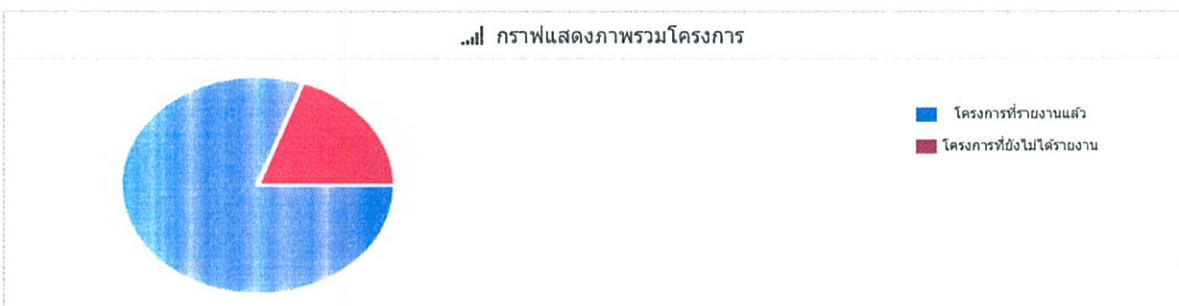 กราฟแสดงภาพรวมโครงการ
โครงการที่รายงานแล้ว
โครงการที่ยังไม่ได้รายงาน